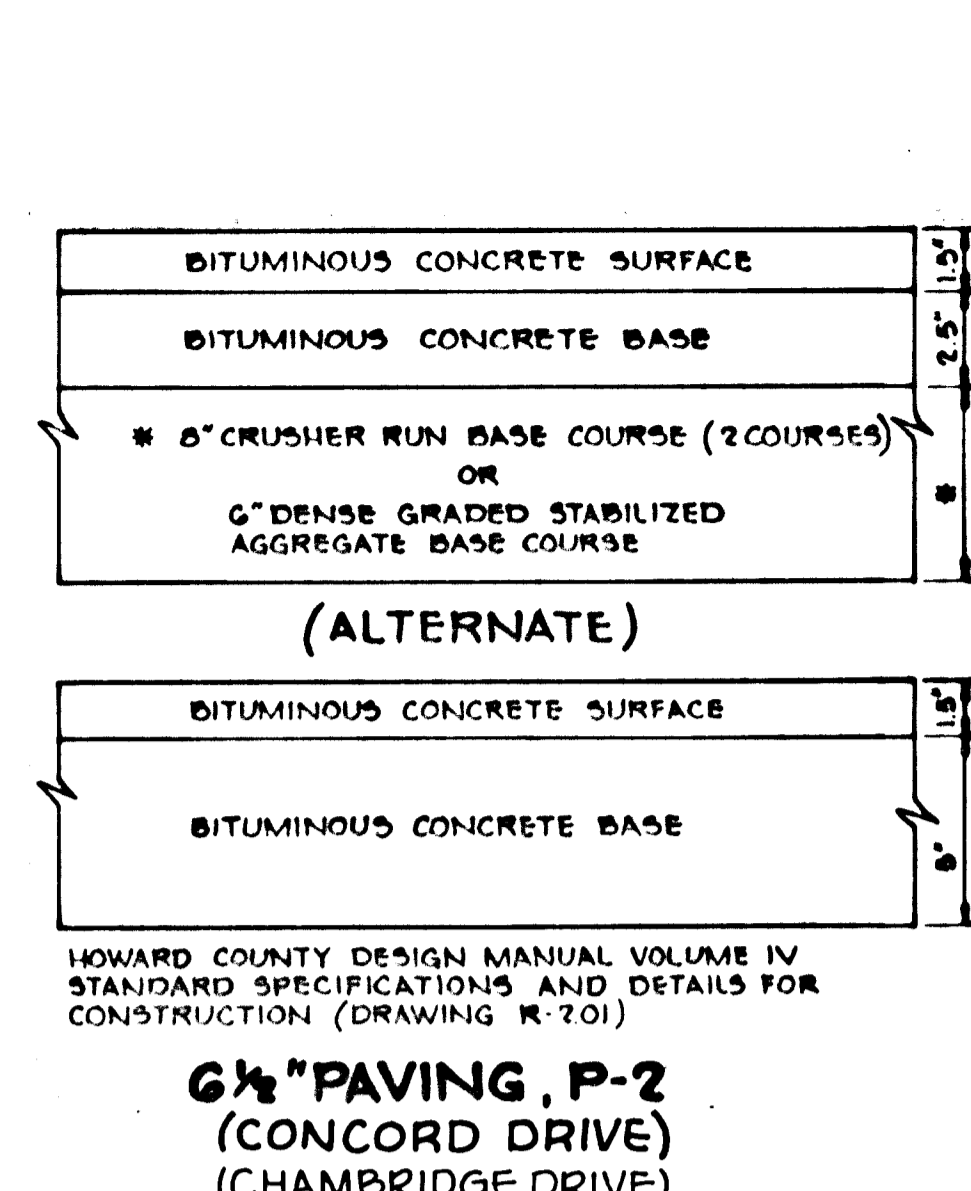 BITUMINOUS CONCRETE SURFACE
1.5"
BITUMINOUS CONCRETE BASE
2.5"
* 8" CRUSHER RUN BASE COURSE (2 COURSES)
OR
6" DENSE GRADED STABILIZED
AGGREGATE BASE COURSE
*
(ALTERNATE)
BITUMINOUS CONCRETE SURFACE
1.5"
BITUMINOUS CONCRETE BASE
5"
HOWARD COUNTY DESIGN MANUAL VOLUME IV
STANDARD SPECIFICATIONS AND DETAILS FOR
CONSTRUCTION (DRAWING R-2.01)
6½" PAVING, P-2
(CONCORD DRIVE)
(CHAMBRIDGE DRIVE)